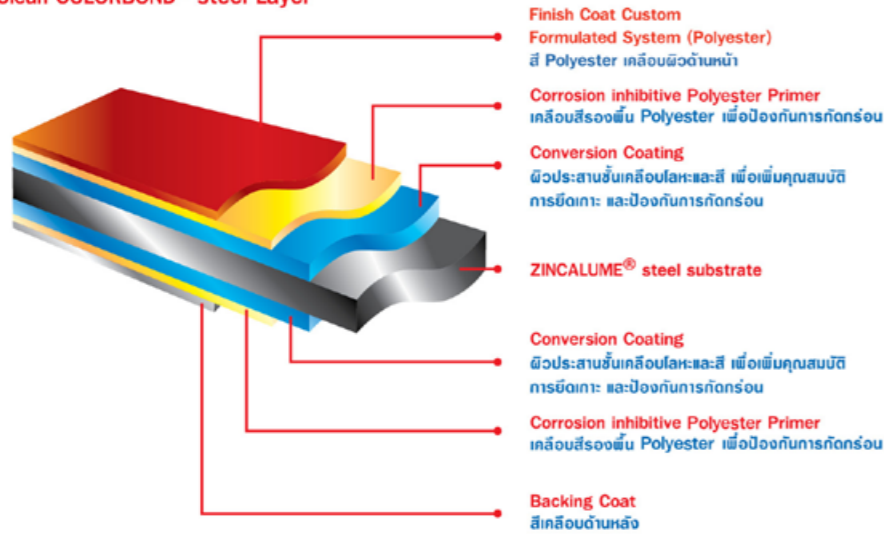 COLORBOND® steel Layer
Finish Coat Custom
Formulated System (Polyester)
สี Polyester เคลือบผิวด้านหน้า
Corrosion inhibitive Polyester Primer
เคลือบสีรองพื้น Polyester เพื่อป้องกันการกัดกร่อน
Conversion Coating
ผิวประสานชั้นเคลือบโลหะและสี เพื่อเพิ่มคุณสมบัติ
การยึดเกาะ และป้องกันการกัดกร่อน
ZINCALUME® steel substrate
Conversion Coating
ผิวประสานชั้นเคลือบโลหะและสี เพื่อเพิ่มคุณสมบัติ
การยึดเกาะ และป้องกันการกัดกร่อน
Corrosion inhibitive Polyester Primer
เคลือบสีรองพื้น Polyester เพื่อป้องกันการกัดกร่อน
Backing Coat
สีเคลือบด้านหลัง